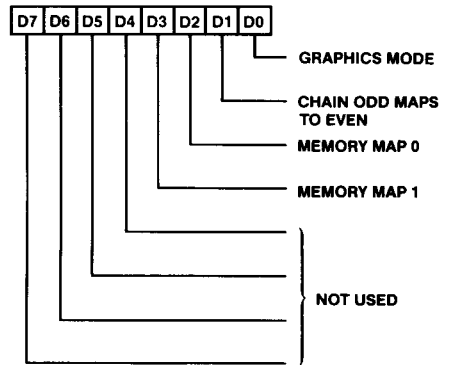 D7 D6 D5 D4 D3 D2 D1 D0
GRAPHICS MODE
CHAIN ODD MAPS
TO EVEN
MEMORY MAP 0
MEMORY MAP 1
NOT USED